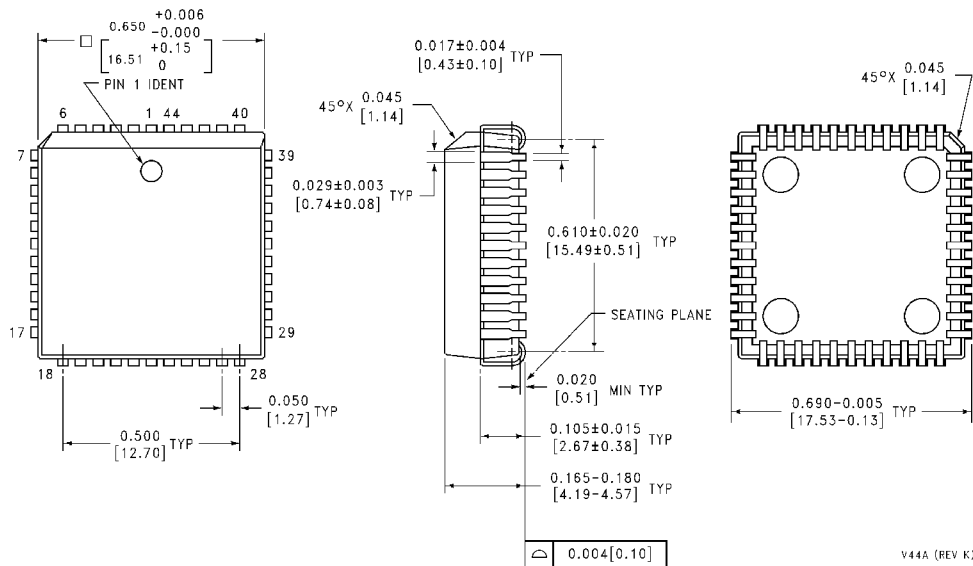 0.650 +0.006 -0.000
[16.51 +0.15 0]
PIN 1 IDENT
6 1 44 40
7 39
17 29
18 28
0.050 [1.27] TYP
0.500 [12.70] TYP
0.017±0.004 [0.43±0.10] TYP
45°X 0.045 [1.14]
0.029±0.003 [0.74±0.08] TYP
0.610±0.020 [15.49±0.51] TYP
SEATING PLANE
0.020 [0.51] MIN TYP
0.105±0.015 [2.67±0.38] TYP
0.165-0.180 [4.19-4.57] TYP
0.004[0.10]
45°X 0.045 [1.14]
0.690-0.005 [17.53-0.13] TYP
V44A (REV K)